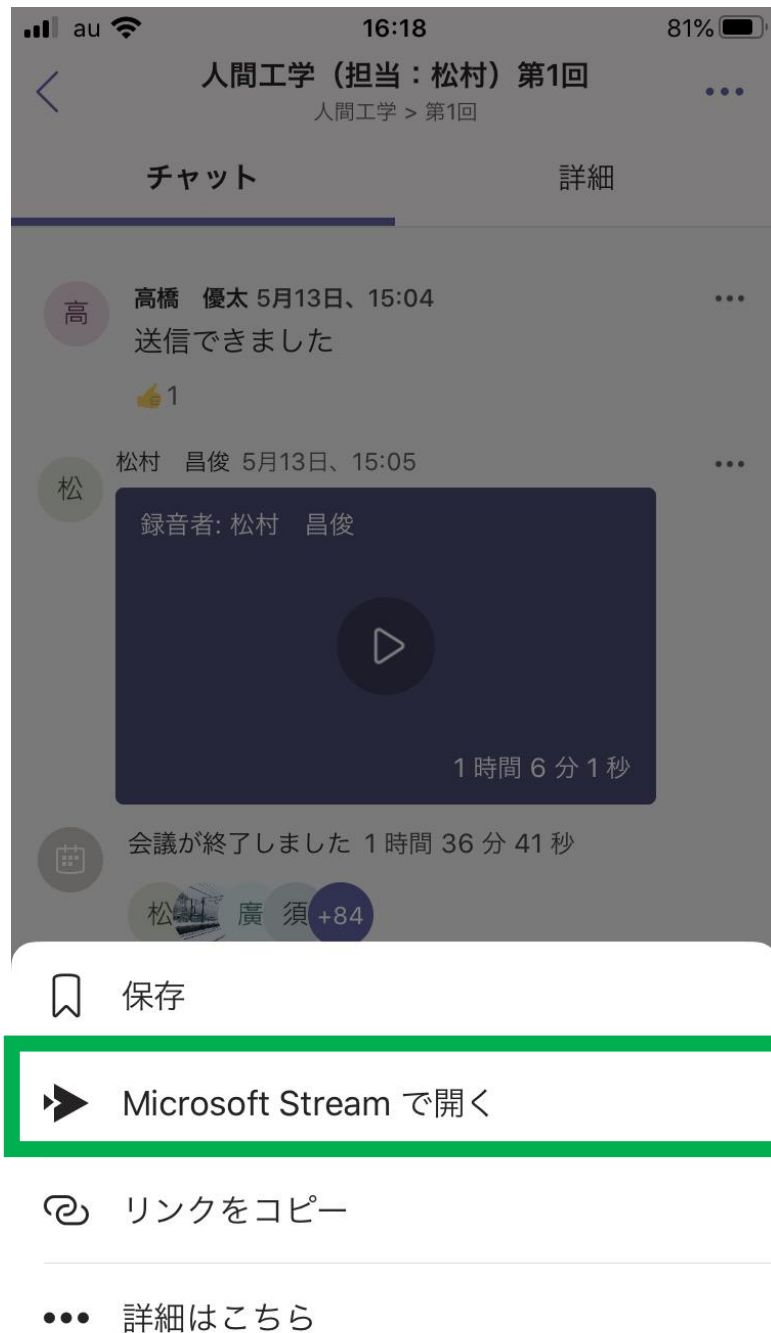 au 16:18 81%
人間工学（担当：松村）第1回
人間工学 > 第1回
チャット 詳細
高
高橋　優太 5月13日、15:04
送信できました
👍1
松
松村　昌俊 5月13日、15:05
録音者: 松村　昌俊
1 時間 6 分 1 秒
会議が終了しました 1 時間 36 分 41 秒
松 廣 須 +84
保存
Microsoft Stream で開く
リンクをコピー
詳細はこちら